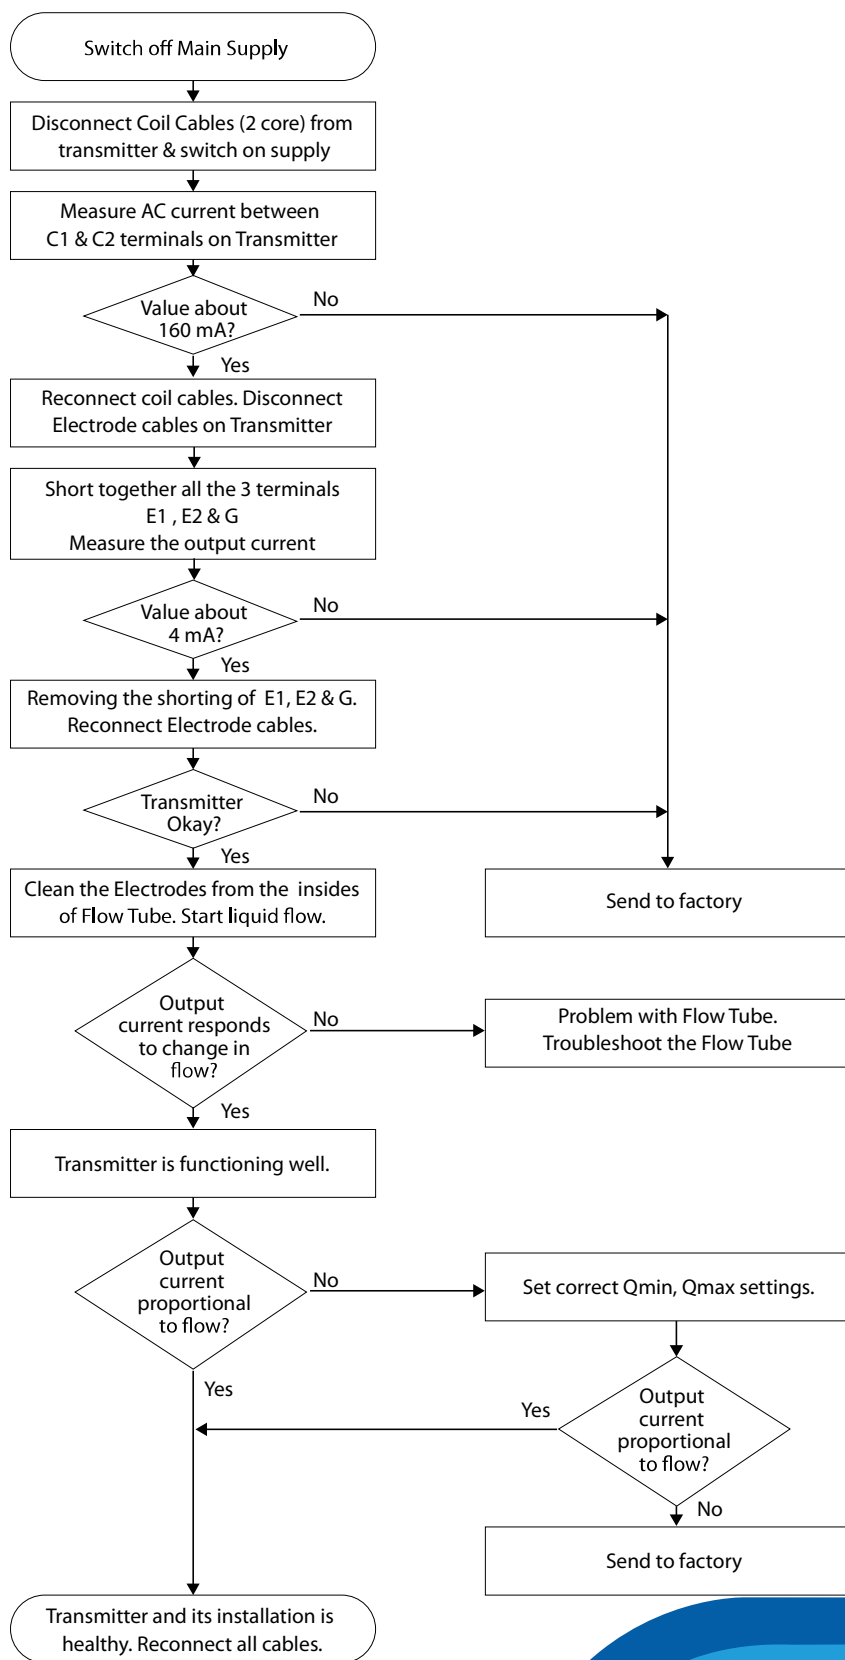 Switch off Main Supply
Disconnect Coil Cables (2 core) from
transmitter & switch on supply
Measure AC current between
C1 & C2 terminals on Transmitter
Value about
160 mA?
No
Yes
Reconnect coil cables. Disconnect
Electrode cables on Transmitter
Short together all the 3 terminals
E1 , E2 & G
Measure the output current
Value about
4 mA?
No
Yes
Removing the shorting of E1, E2 & G.
Reconnect Electrode cables.
Transmitter
Okay?
No
Yes
Clean the Electrodes from the insides
of Flow Tube. Start liquid flow.
Send to factory
Output
current responds
to change in
flow?
No
Problem with Flow Tube.
Troubleshoot the Flow Tube
Yes
Transmitter is functioning well.
Output
current
proportional
to flow?
No
Set correct Qmin, Qmax settings.
Yes
Output
current
proportional
to flow?
Yes
No
Send to factory
Transmitter and its installation is
healthy. Reconnect all cables.